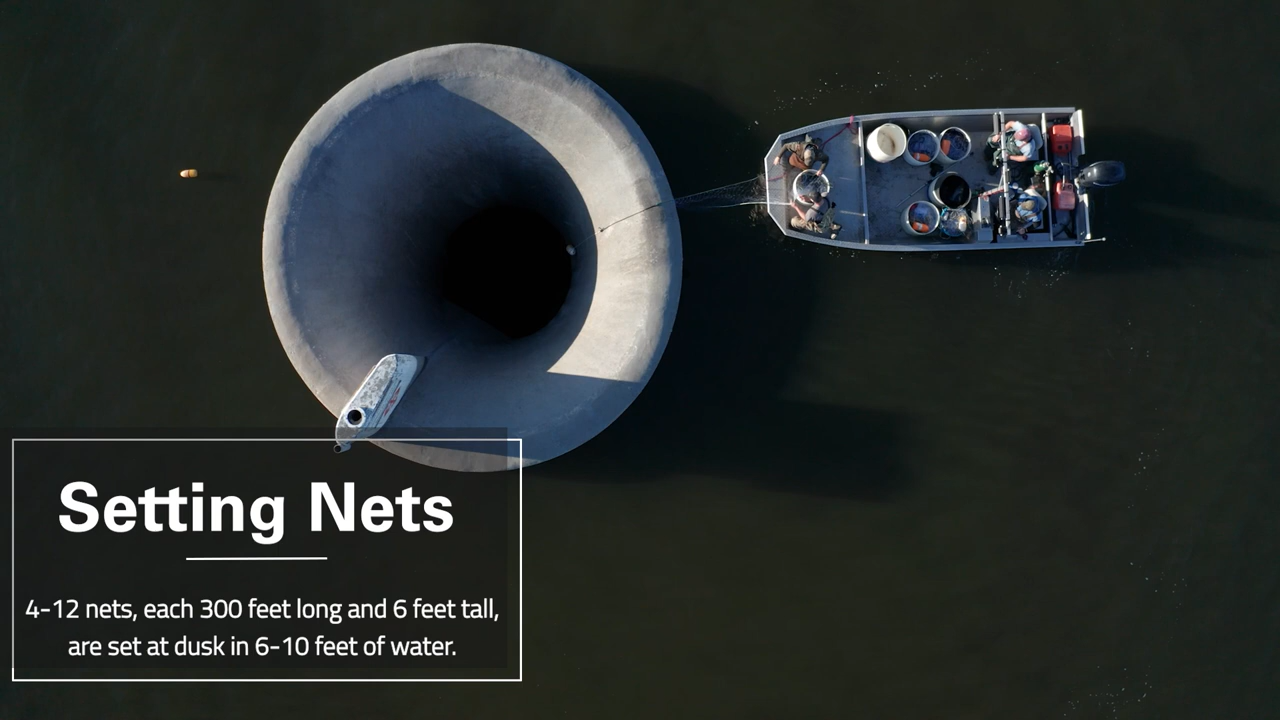 Setting Nets
4-12 nets, each 300 feet long and 6 feet tall,
are set at dusk in 6-10 feet of water.